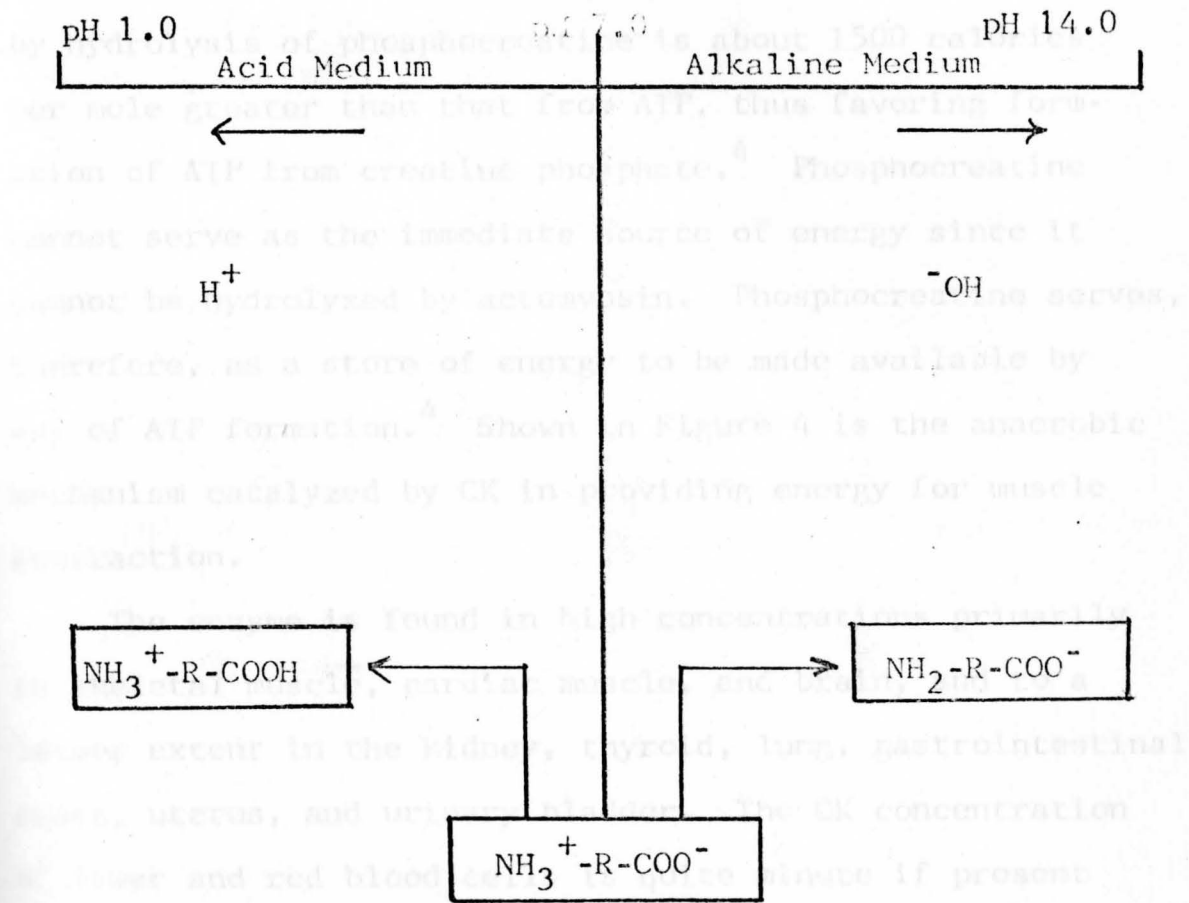 pH 1.0 pH 7.0 pH 14.0
Acid Medium Alkaline Medium
by hydrolysis of phosphocreatine is about 1500 calories
per mole greater than that from ATP, thus favoring form-
ation of ATP from creatine phosphate.4 Phosphocreatine
cannot serve as the immediate source of energy since it
H+ -OH
cannot be hydrolyzed by actomyosin. Phosphocreatine serves,
therefore, as a store of energy to be made available by
way of ATP formation.4 Shown in Figure 4 is the anaerobic
mechanism catalyzed by CK in providing energy for muscle
contraction.
The enzyme is found in high concentrations primarily
NH3+-R-COOH NH2-R-COO-
in skeletal muscle, cardiac muscle, and brain, and to a
lesser extent in the kidney, thyroid, lung, gastrointestinal
uterus, and urinary bladder. The CK concentration
NH3+-R-COO-
and red blood cells is quite minute if present